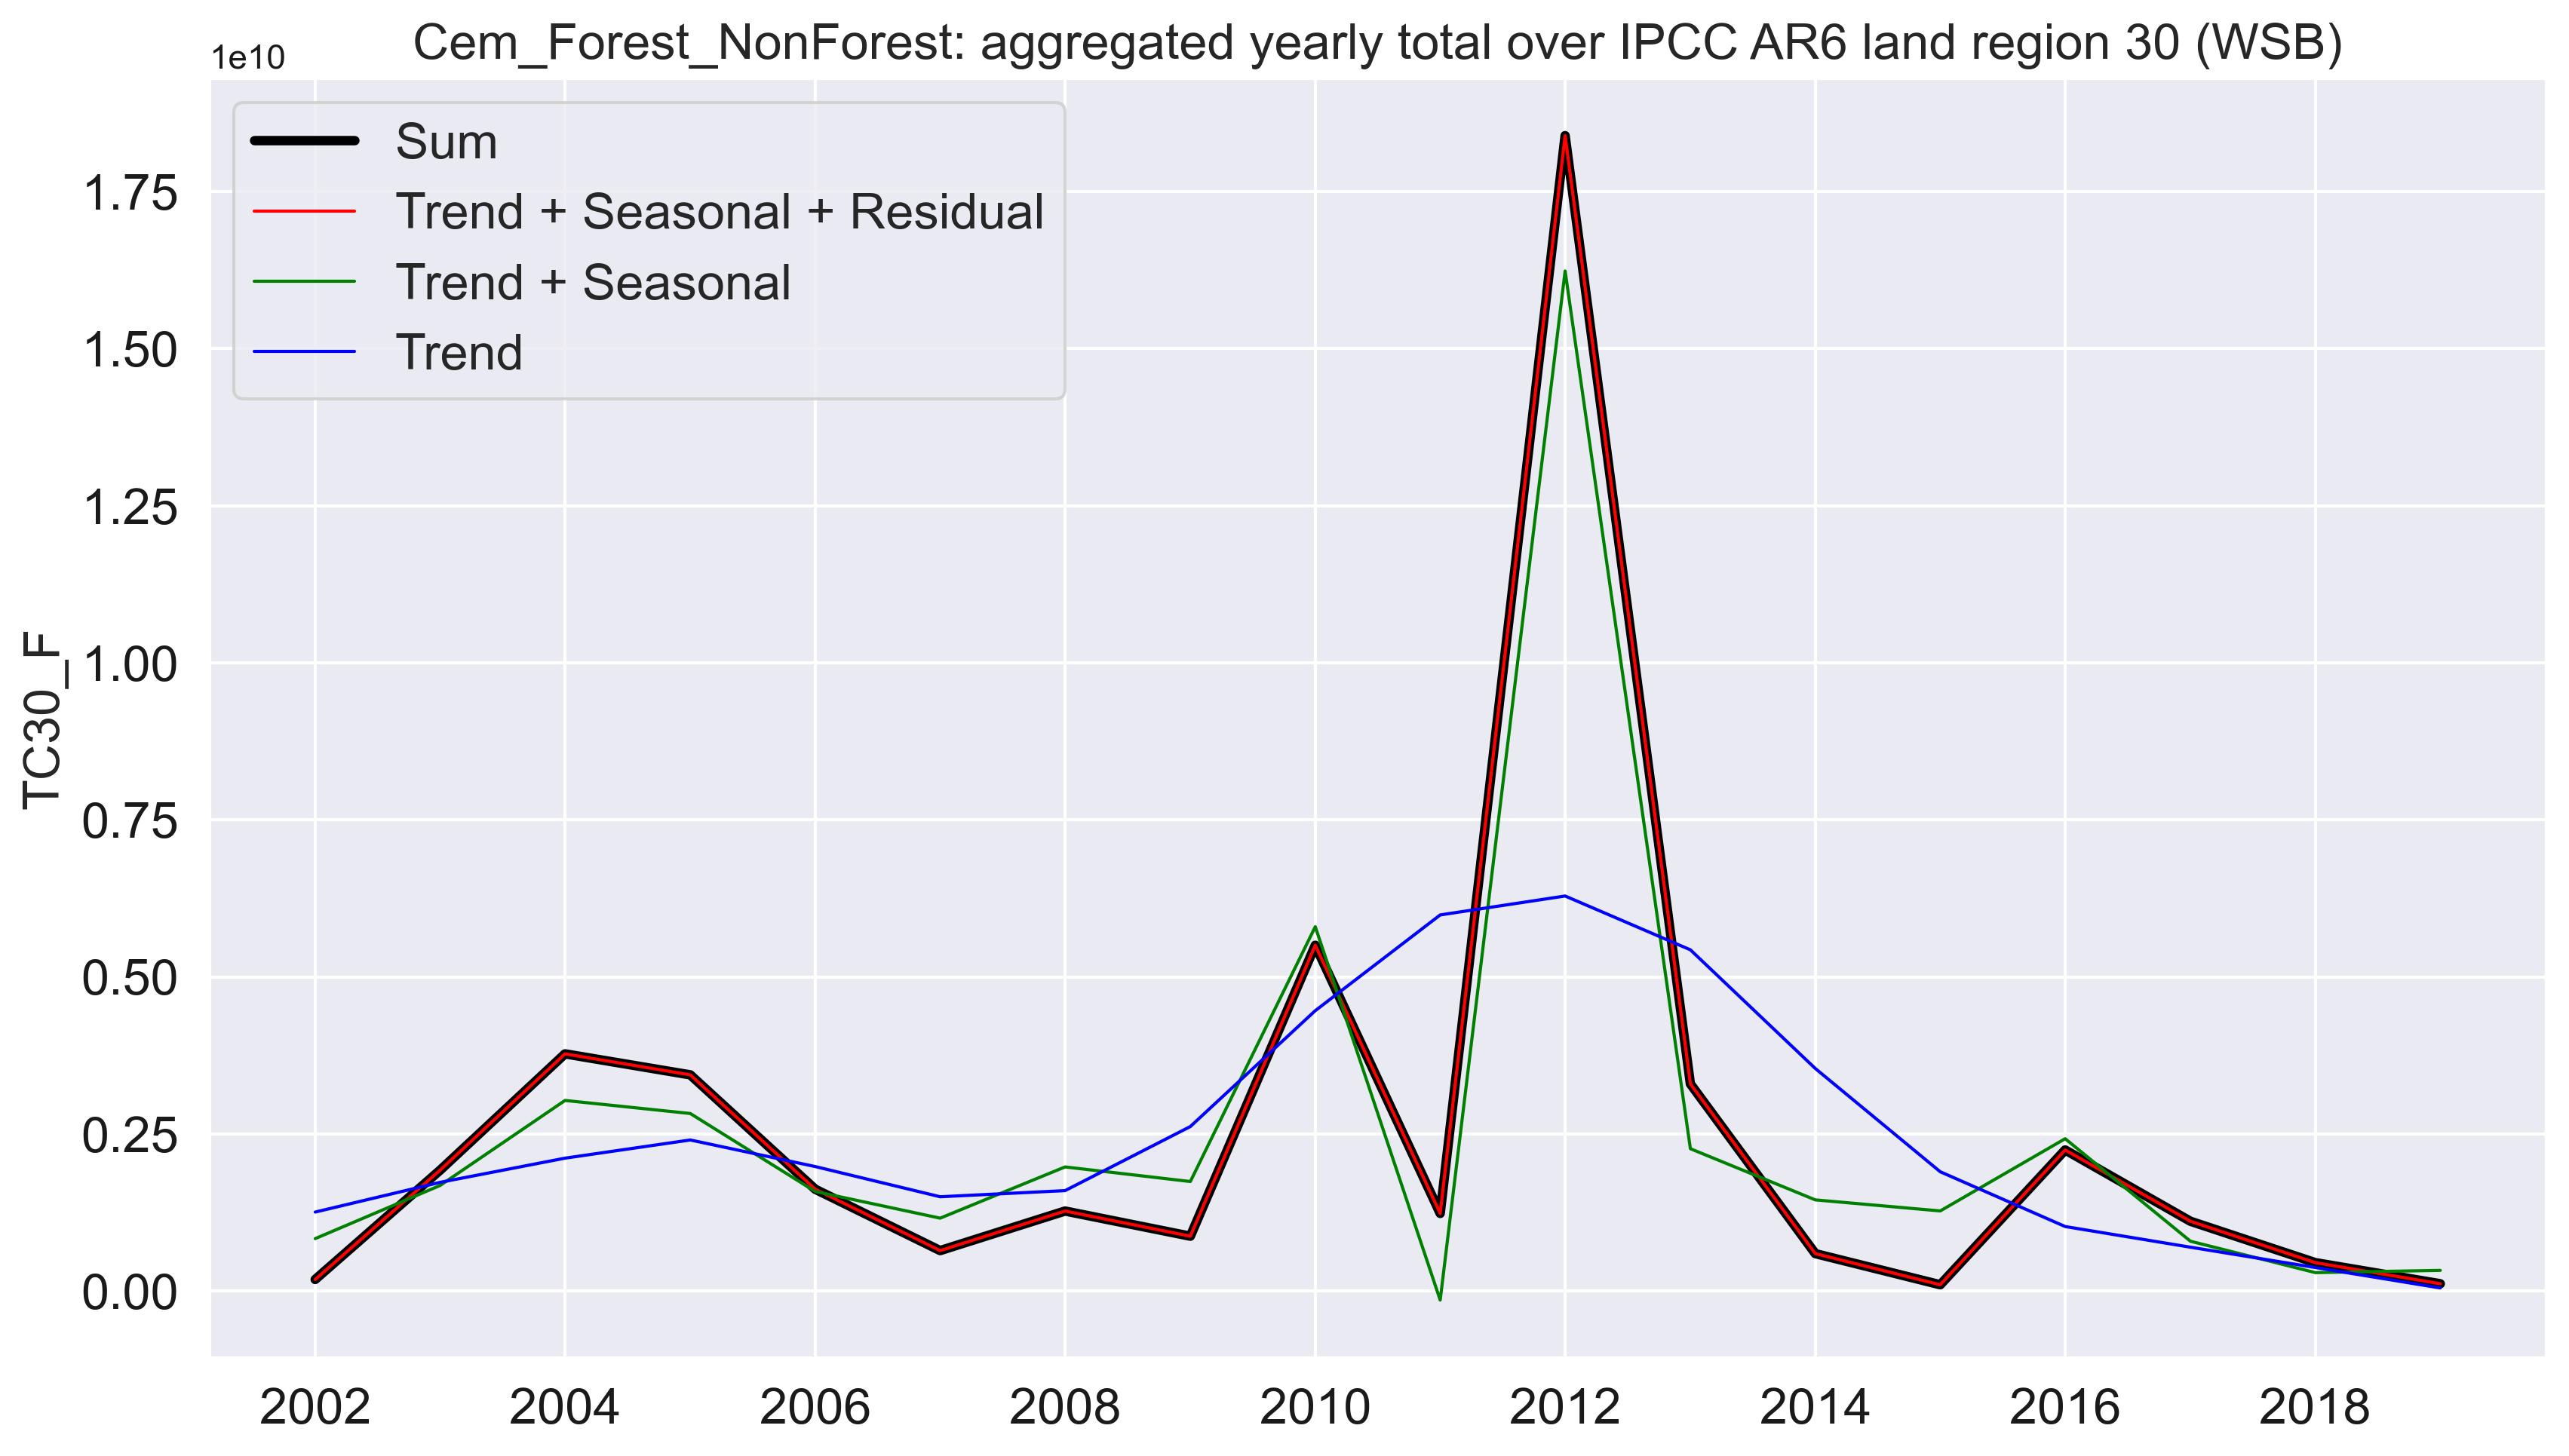 Cem_Forest_NonForest: aggregated yearly total over IPCC AR6 land region 30 (WSB)
1e10
Sum
Trend + Seasonal + Residual
Trend + Seasonal
Trend
1.75
1.50
1.25
1.00
0.75
0.50
0.25
0.00
TC30_F
2002 2004 2006 2008 2010 2012 2014 2016 2018